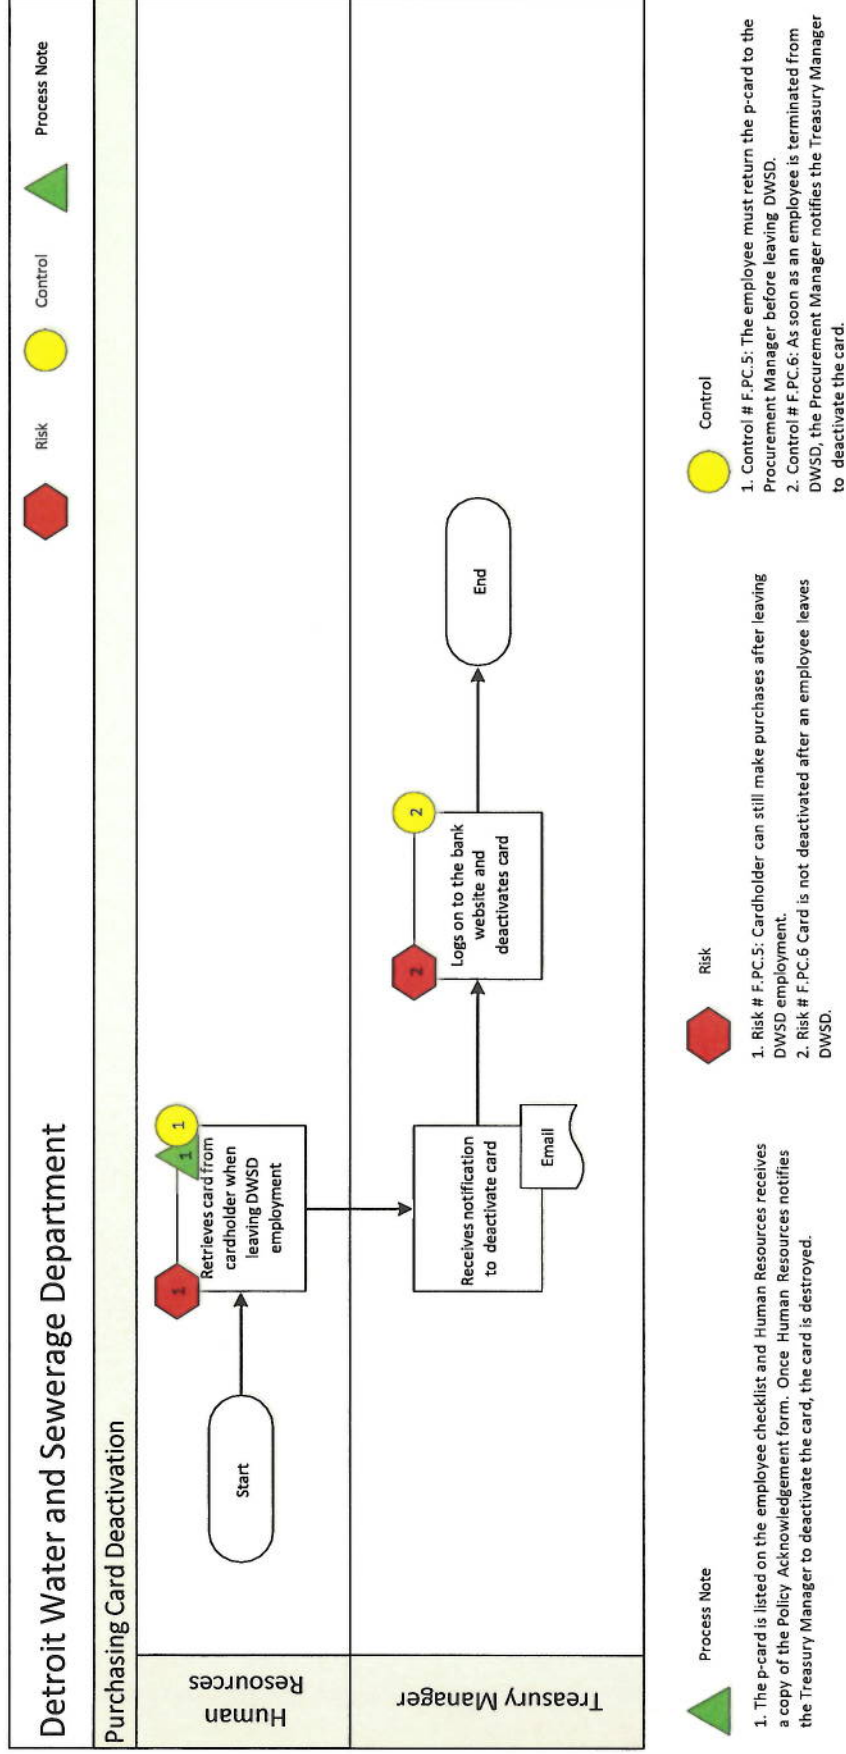 Detroit Water and Sewerage Department
Risk
Control
Process Note
Purchasing Card Deactivation
Human
Resources
Start
1
1
1
Retrieves card from
cardholder when
leaving DWSD
employment
Treasury Manager
Receives notification
to deactivate card
Email
2
2
Logs on to the bank
website and
deactivates card
End
Process Note
1. The p-card is listed on the employee checklist and Human Resources receives
a copy of the Policy Acknowledgement form. Once Human Resources notifies
the Treasury Manager to deactivate the card, the card is destroyed.
Risk
1. Risk # F.PC.5: Cardholder can still make purchases after leaving
DWSD employment.
2. Risk # F.PC.6 Card is not deactivated after an employee leaves
DWSD.
Control
1. Control # F.PC.5: The employee must return the p-card to the
Procurement Manager before leaving DWSD.
2. Control # F.PC.6: As soon as an employee is terminated from
DWSD, the Procurement Manager notifies the Treasury Manager
to deactivate the card.